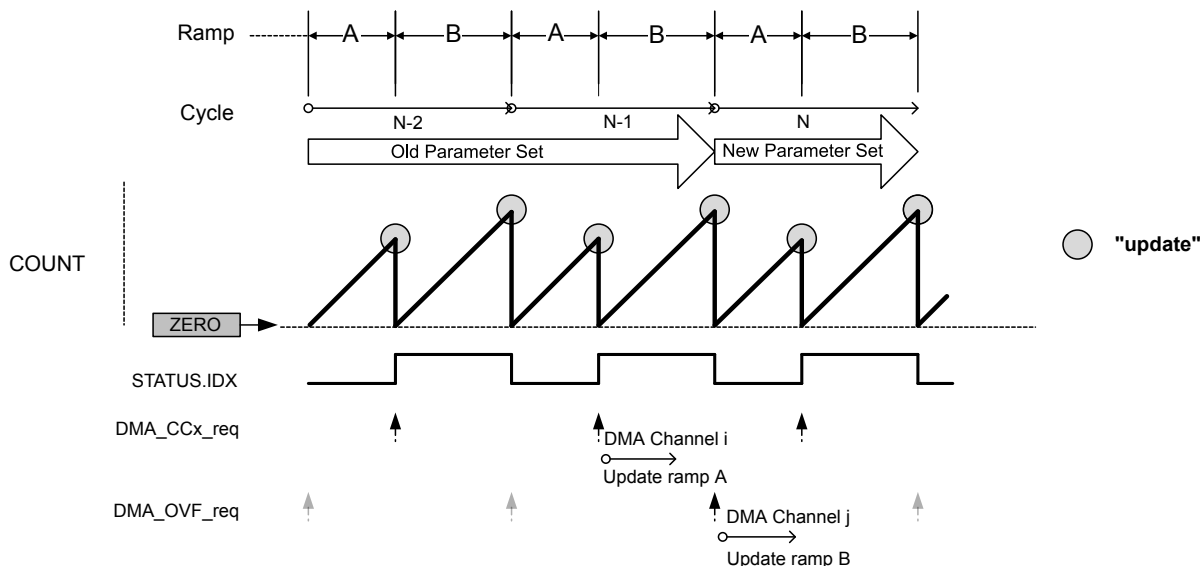 Ramp
A B A B A B
Cycle
N-2 N-1 N
Old Parameter Set New Parameter Set
COUNT
"update"
ZERO
STATUS.IDX
DMA_CCx_req
DMA Channel i
Update ramp A
DMA_OVF_req
DMA Channel j
Update ramp B